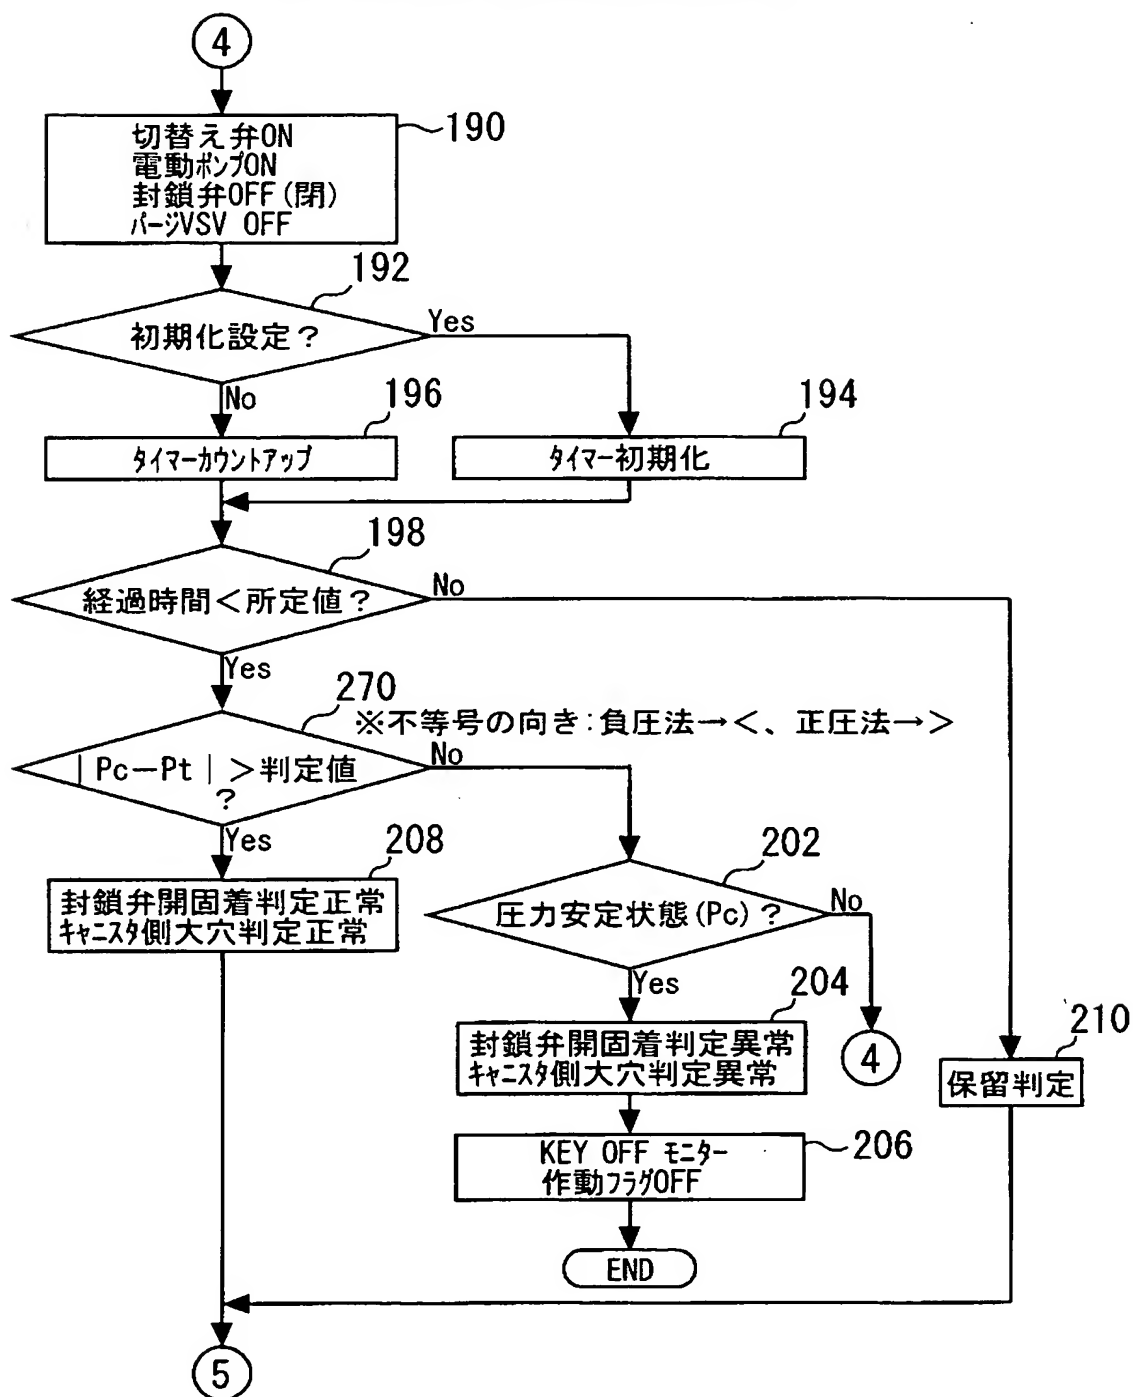 4
切替え弁ON
電動ポンプON
封鎖弁OFF(閉)
パージVSV OFF
190
192
初期化設定?
Yes
No
196
タイマーカウントアップ
194
タイマー初期化
198
経過時間<所定値?
No
Yes
270
※不等号の向き:負圧法→<、正圧法→>
|Pc-Pt|>判定値
?
No
Yes
208
封鎖弁開固着判定正常
キャニスタ側大穴判定正常
202
圧力安定状態(Pc)?
No
Yes
204
封鎖弁開固着判定異常
キャニスタ側大穴判定異常
4
210
保留判定
206
KEY OFF モニター
作動フラグOFF
END
5